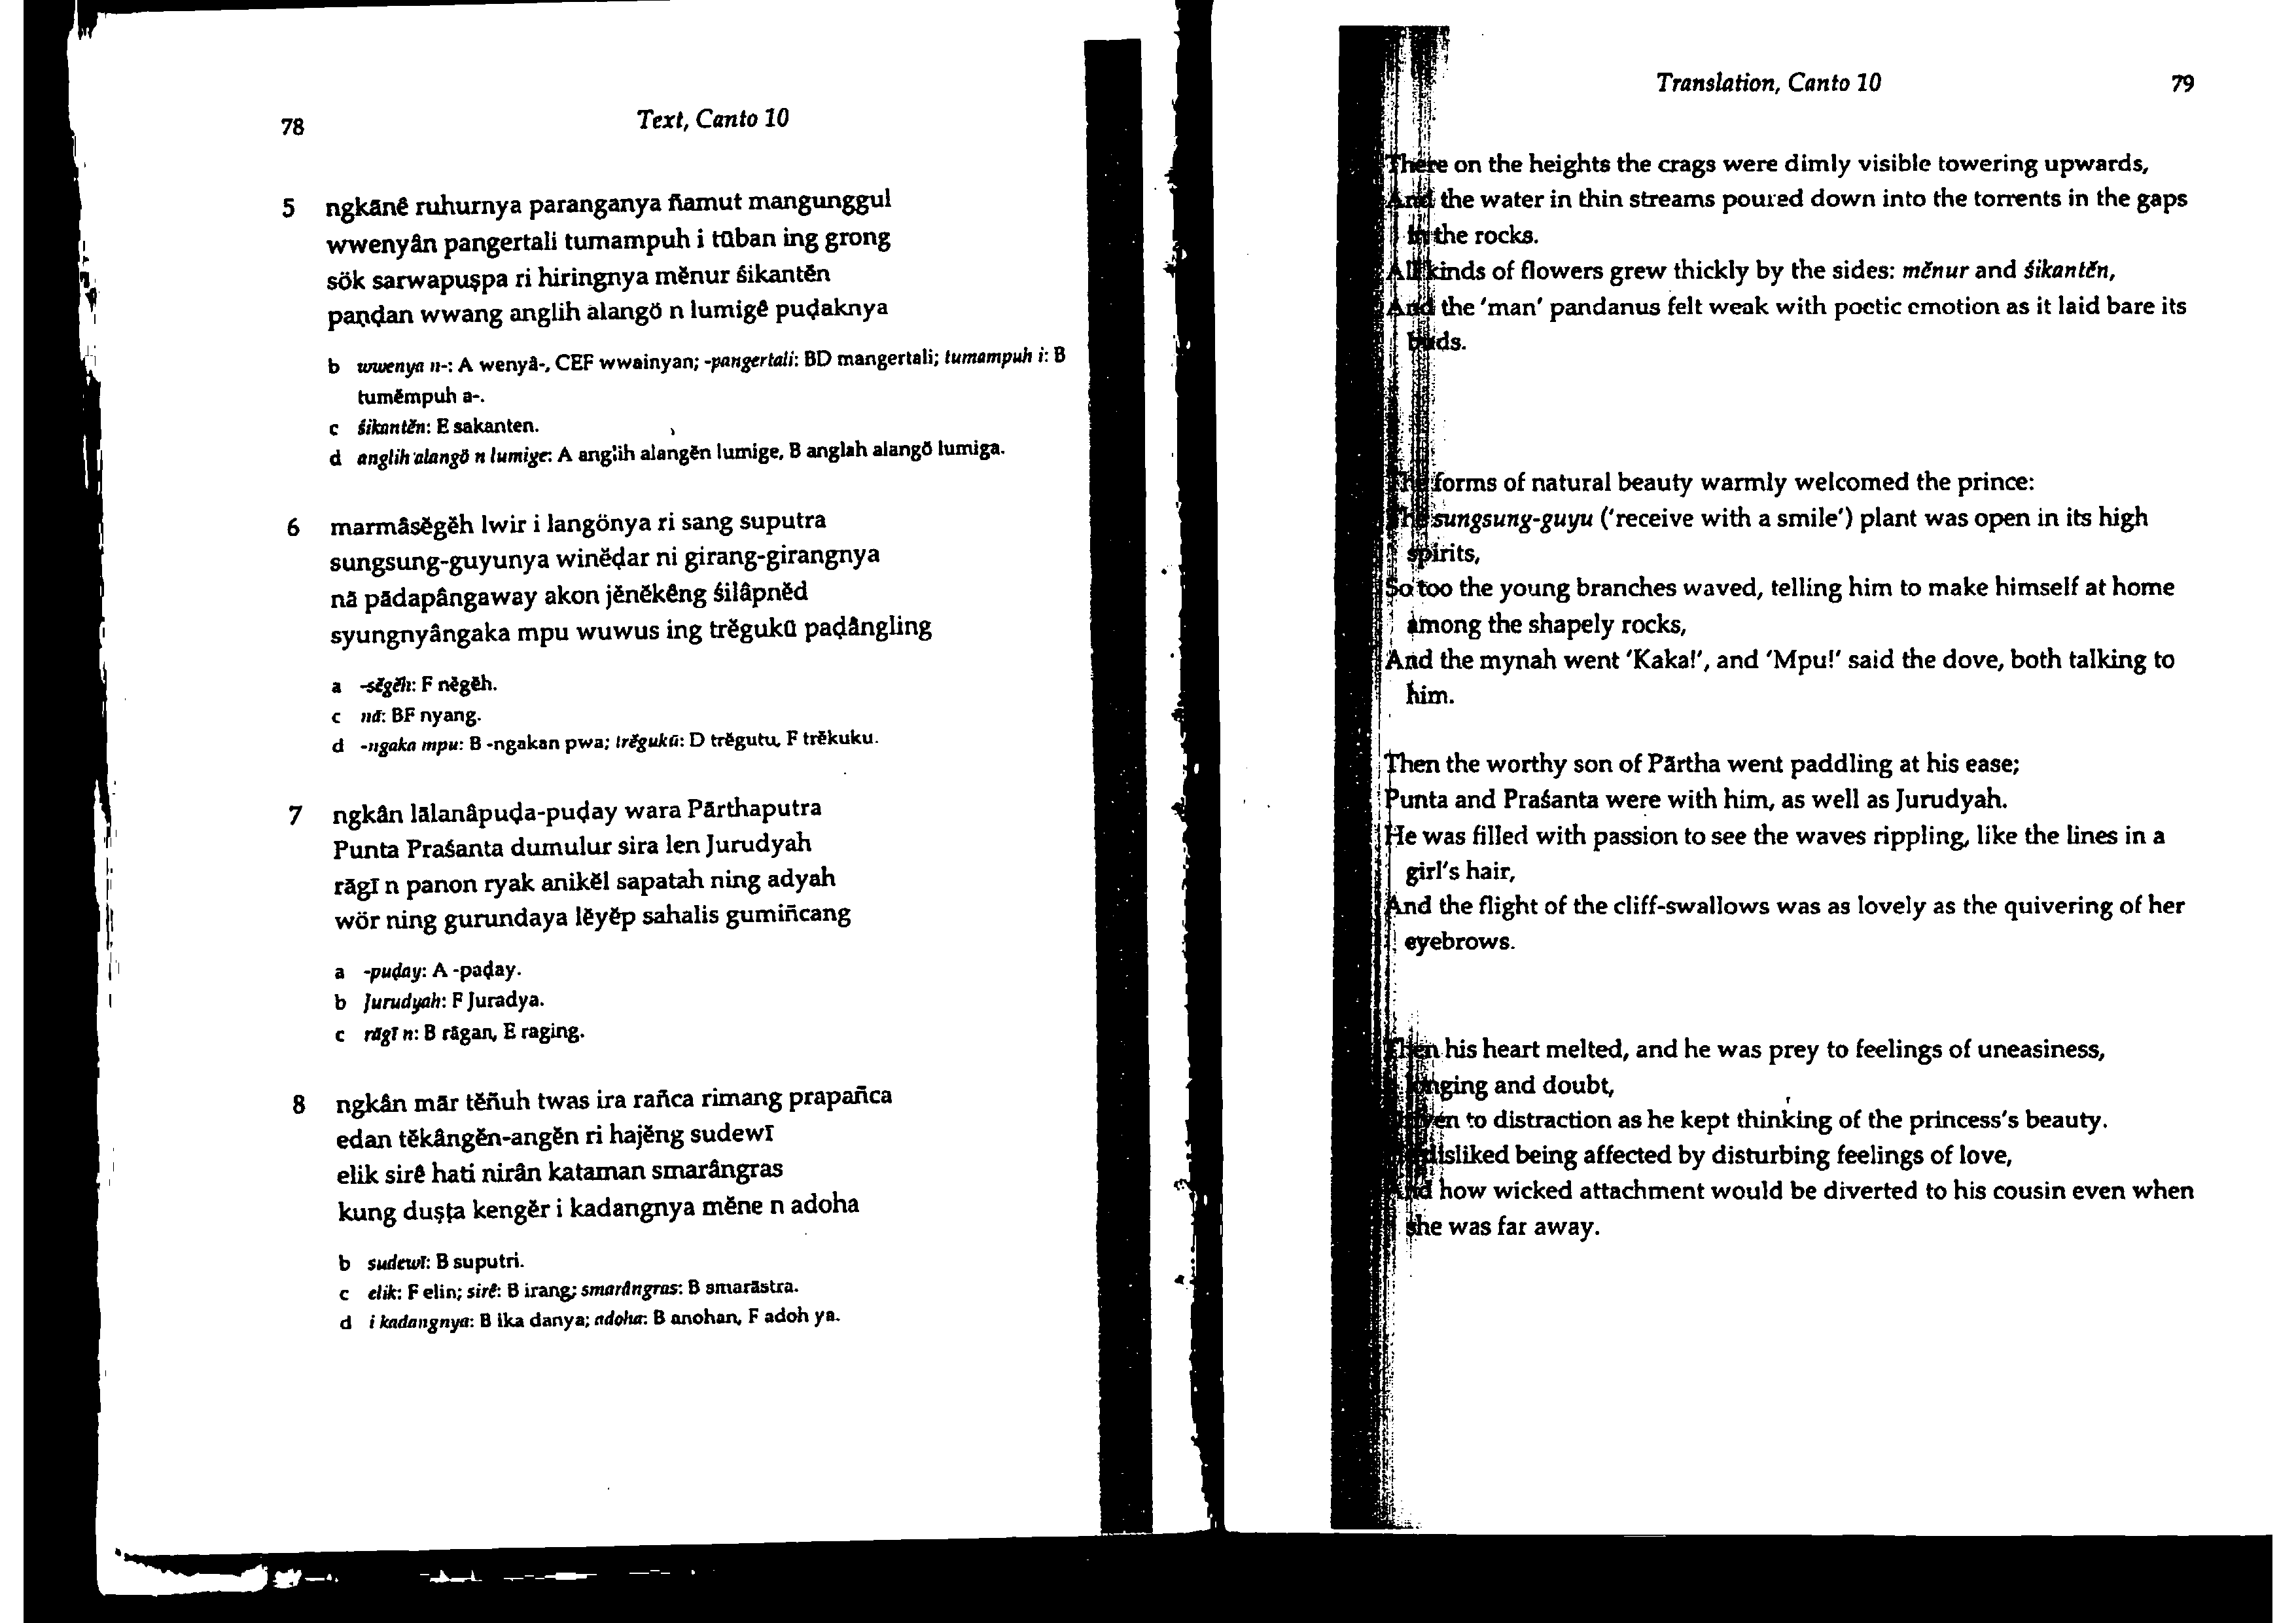 78
Text, Canto 10
5 ngkānê ruhurnya paranganya ñamut mangunggul
wwenyân pangertali tumampuh i tūban ing grong
sök sarwapuṣpa ri hiringnya mĕnur śikantĕn
paṇḍan wwang anglih alangö n lumigê puḍaknya
b wwenya n-: A wenyâ-, CEF wwainyan; -pangertali: BD mangertali; tumampuh i: B
tumĕmpuh a-.
c śikantĕn: E sakanten.
d anglih alangö n lumige: A anglih alangĕn lumige, B anglah alangö lumiga.
6 marmâsĕgĕh lwir i langönya ri sang suputra
sungsung-guyunya winĕḍar ni girang-girangnya
nā pādapângaway akon jĕnĕkêng śilâpnĕd
syungnyângaka mpu wuwus ing trĕgukū paḍângling
a -sĕgĕh: F nĕgĕh.
c nā: BF nyang.
d -ngaka mpu: B -ngakan pwa; trĕgukū: D trĕgutu, F trĕkuku.
7 ngkân lālanâpuḍa-puḍay wara Pārthaputra
Punta Praśanta dumulur sira len Jurudyah
rāgī n panon ryak anikĕl sapatah ning adyah
wör ning gurundaya lĕyĕp sahalis gumiñcang
a -puḍay: A -paḍay.
b Jurudyah: F Juradya.
c rāgī n: B rāgan, E raging.
8 ngkân mār tĕñuh twas ira rañca rimang prapañca
edan tĕkângĕn-angĕn ri hajĕng sudewī
elik sirê hati nirân kataman smarângras
kung duṣṭa kengĕr i kadangnya mĕne n adoha
b sudewī: B suputri.
c elik: F elin; sirê: B irang; smarângras: B smarāstra.
d i kadangnya: B ika danya; adoha: B anohan, F adoh ya.
Translation, Canto 10
79
There on the heights the crags were dimly visible towering upwards,
And the water in thin streams poured down into the torrents in the gaps
in the rocks.
All kinds of flowers grew thickly by the sides: mĕnur and śikantĕn,
And the 'man' pandanus felt weak with poetic emotion as it laid bare its
buds.
The forms of natural beauty warmly welcomed the prince:
The sungsung-guyu ('receive with a smile') plant was open in its high
spirits,
So too the young branches waved, telling him to make himself at home
among the shapely rocks,
And the mynah went 'Kaka!', and 'Mpu!' said the dove, both talking to
him.
Then the worthy son of Pārtha went paddling at his ease;
Punta and Praśanta were with him, as well as Jurudyah.
He was filled with passion to see the waves rippling, like the lines in a
girl's hair,
And the flight of the cliff-swallows was as lovely as the quivering of her
eyebrows.
Then his heart melted, and he was prey to feelings of uneasiness,
longing and doubt,
to distraction as he kept thinking of the princess's beauty.
disliked being affected by disturbing feelings of love,
And how wicked attachment would be diverted to his cousin even when
she was far away.